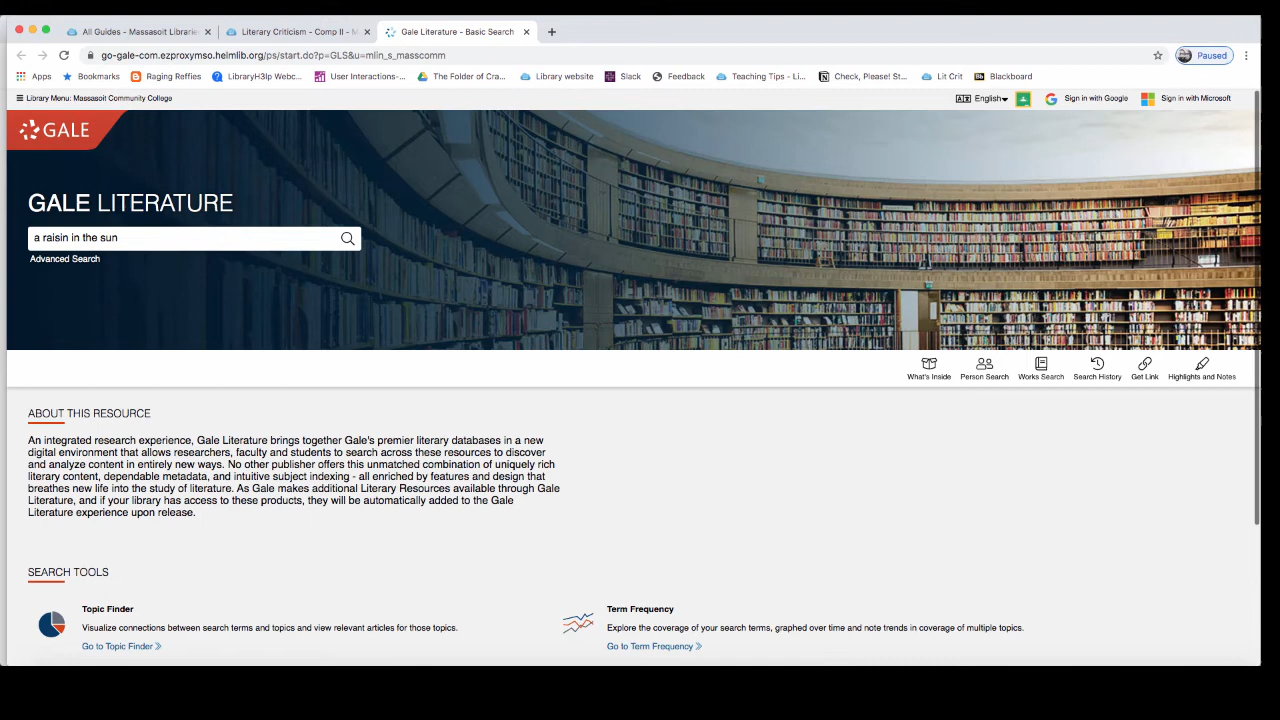 All Guides - Massasoit Librarie
Literary Criticism - Comp II - M
Gale Literature - Basic Search
go-gale-com.ezproxymso.helmlib.org/ps/start.do?p=GLS&u=mlin_s_masscomm
Paused
Apps
Bookmarks
Raging Reffies
LibraryH3lp Webc...
User Interactions-...
The Folder of Cra...
Library website
Slack
Feedback
Teaching Tips - Li...
Check, Please! St...
Lit Crit
Blackboard
Library Menu: Massasoit Community College
English
Sign in with Google
Sign in with Microsoft
GALE
GALE LITERATURE
a raisin in the sun
Advanced Search
What's Inside
Person Search
Works Search
Search History
Get Link
Highlights and Notes
ABOUT THIS RESOURCE
An integrated research experience, Gale Literature brings together Gale's premier literary databases in a new
digital environment that allows researchers, faculty and students to search across these resources to discover
and analyze content in entirely new ways. No other publisher offers this unmatched combination of uniquely rich
literary content, dependable metadata, and intuitive subject indexing - all enriched by features and design that
breathes new life into the study of literature. As Gale makes additional Literary Resources available through Gale
Literature, and if your library has access to these products, they will be automatically added to the Gale
Literature experience upon release.
SEARCH TOOLS
Topic Finder
Visualize connections between search terms and topics and view relevant articles for those topics.
Go to Topic Finder
Term Frequency
Explore the coverage of your search terms, graphed over time and note trends in coverage of multiple topics.
Go to Term Frequency